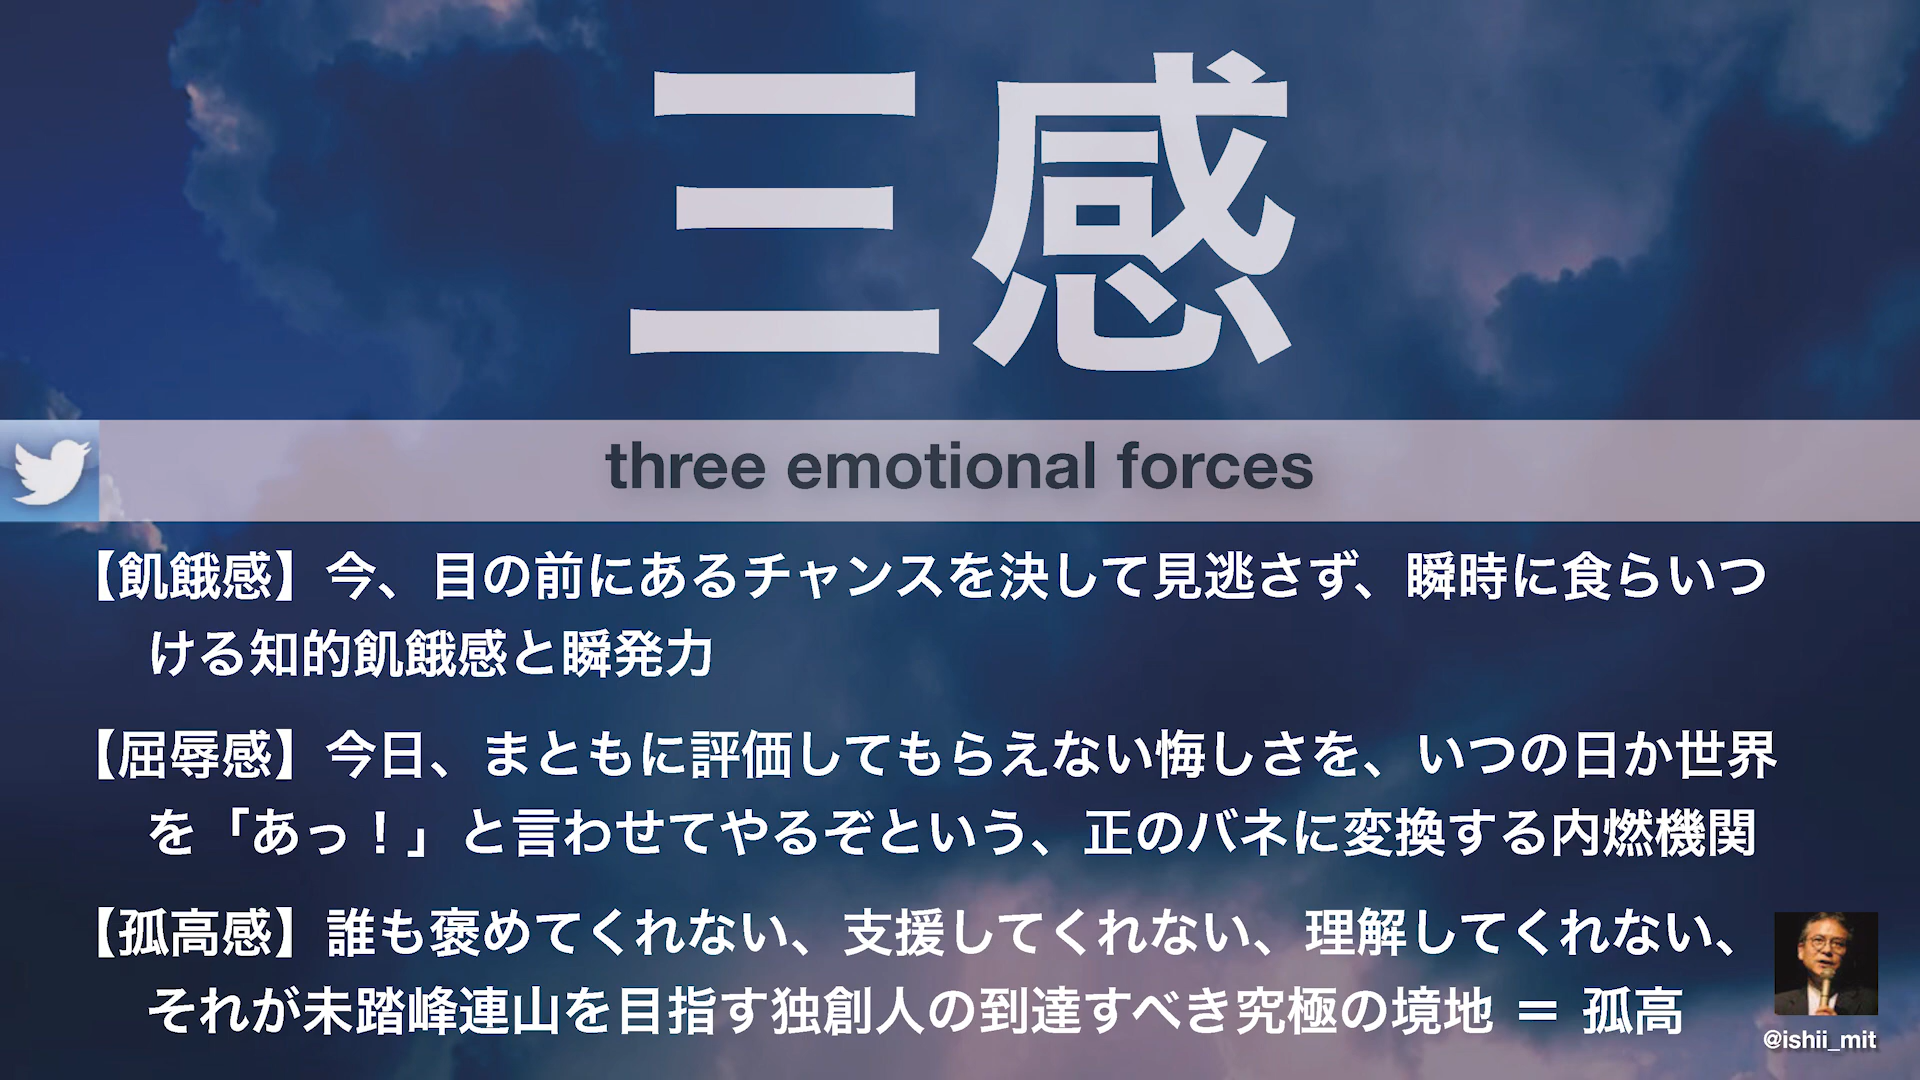 三感
three emotional forces
【飢餓感】今、目の前にあるチャンスを決して見逃さず、瞬時に食らいつ
ける知的飢餓感と瞬発力
【屈辱感】今日、まともに評価してもらえない悔しさを、いつの日か世界
を「あっ！」と言わせてやるぞという、正のバネに変換する内燃機関
【孤高感】誰も褒めてくれない、支援してくれない、理解してくれない、
それが未踏峰連山を目指す独創人の到達すべき究極の境地 ＝ 孤高
@ishii_mit